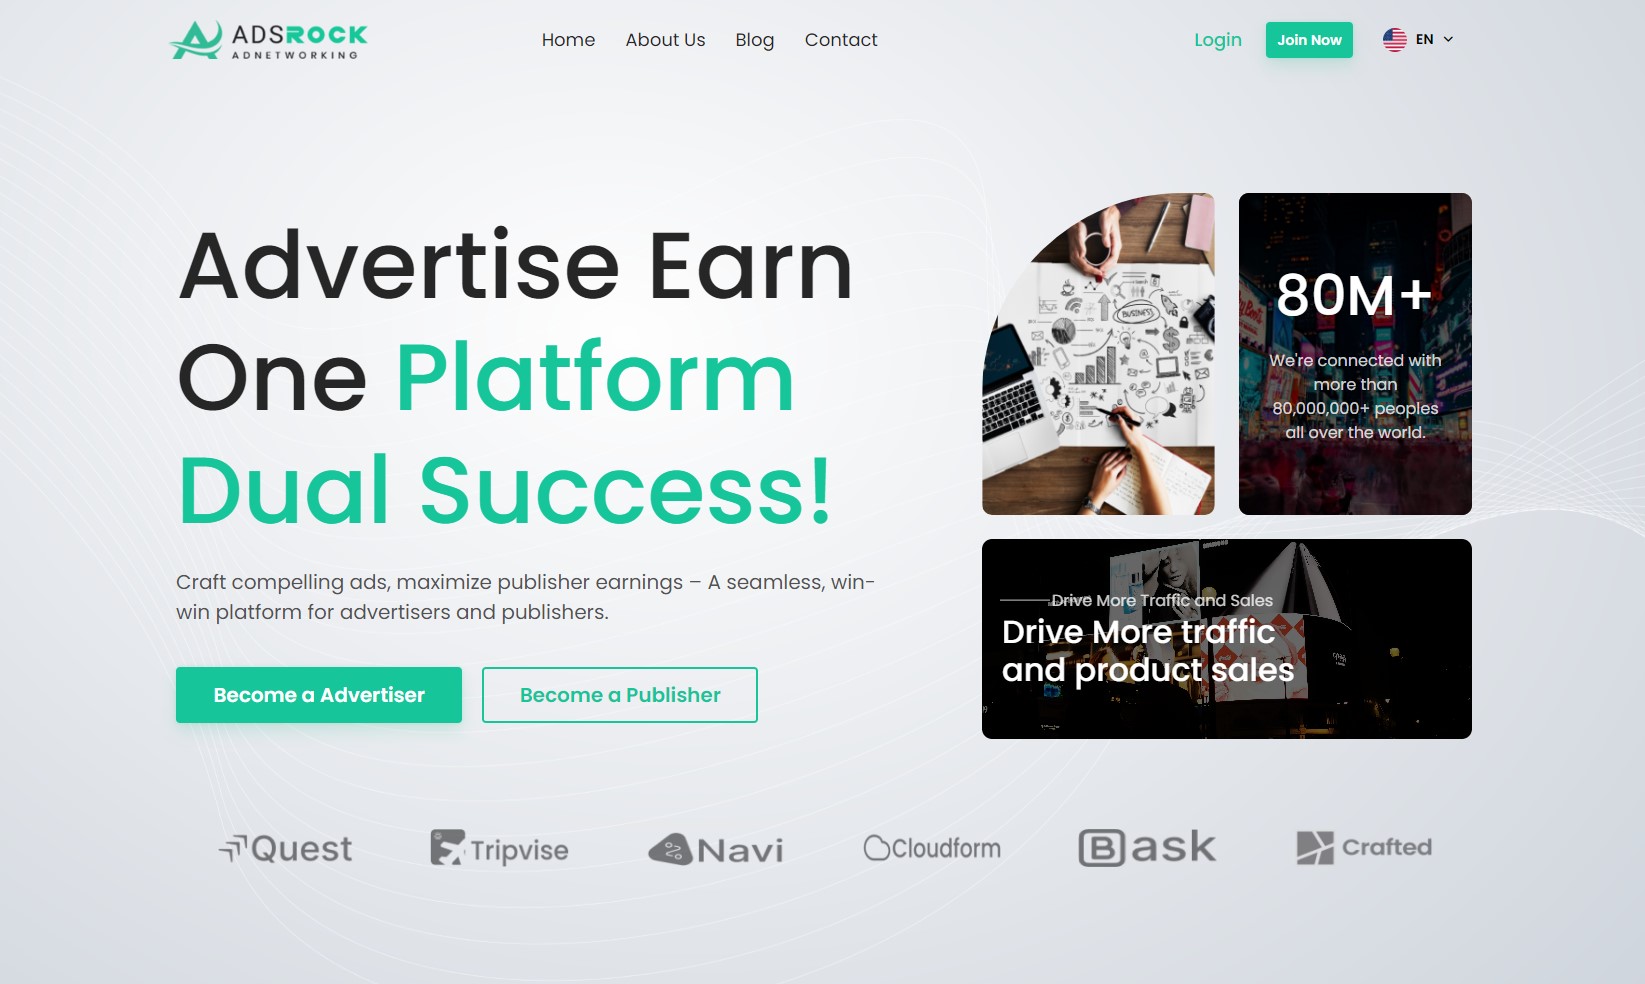 ADSROCK
ADNETWORKING
Home
About Us
Blog
Contact
Login
Join Now
EN
Advertise Earn
One Platform
Dual Success!
Craft compelling ads, maximize publisher earnings – A seamless, win-
win platform for advertisers and publishers.
Become a Advertiser
Become a Publisher
BUSINESS
80M+
We're connected with
more than
80,000,000+ peoples
all over the world.
Drive More Traffic and Sales
Drive More traffic
and product sales
Quest
Tripvise
Navi
Cloudform
Bask
Crafted